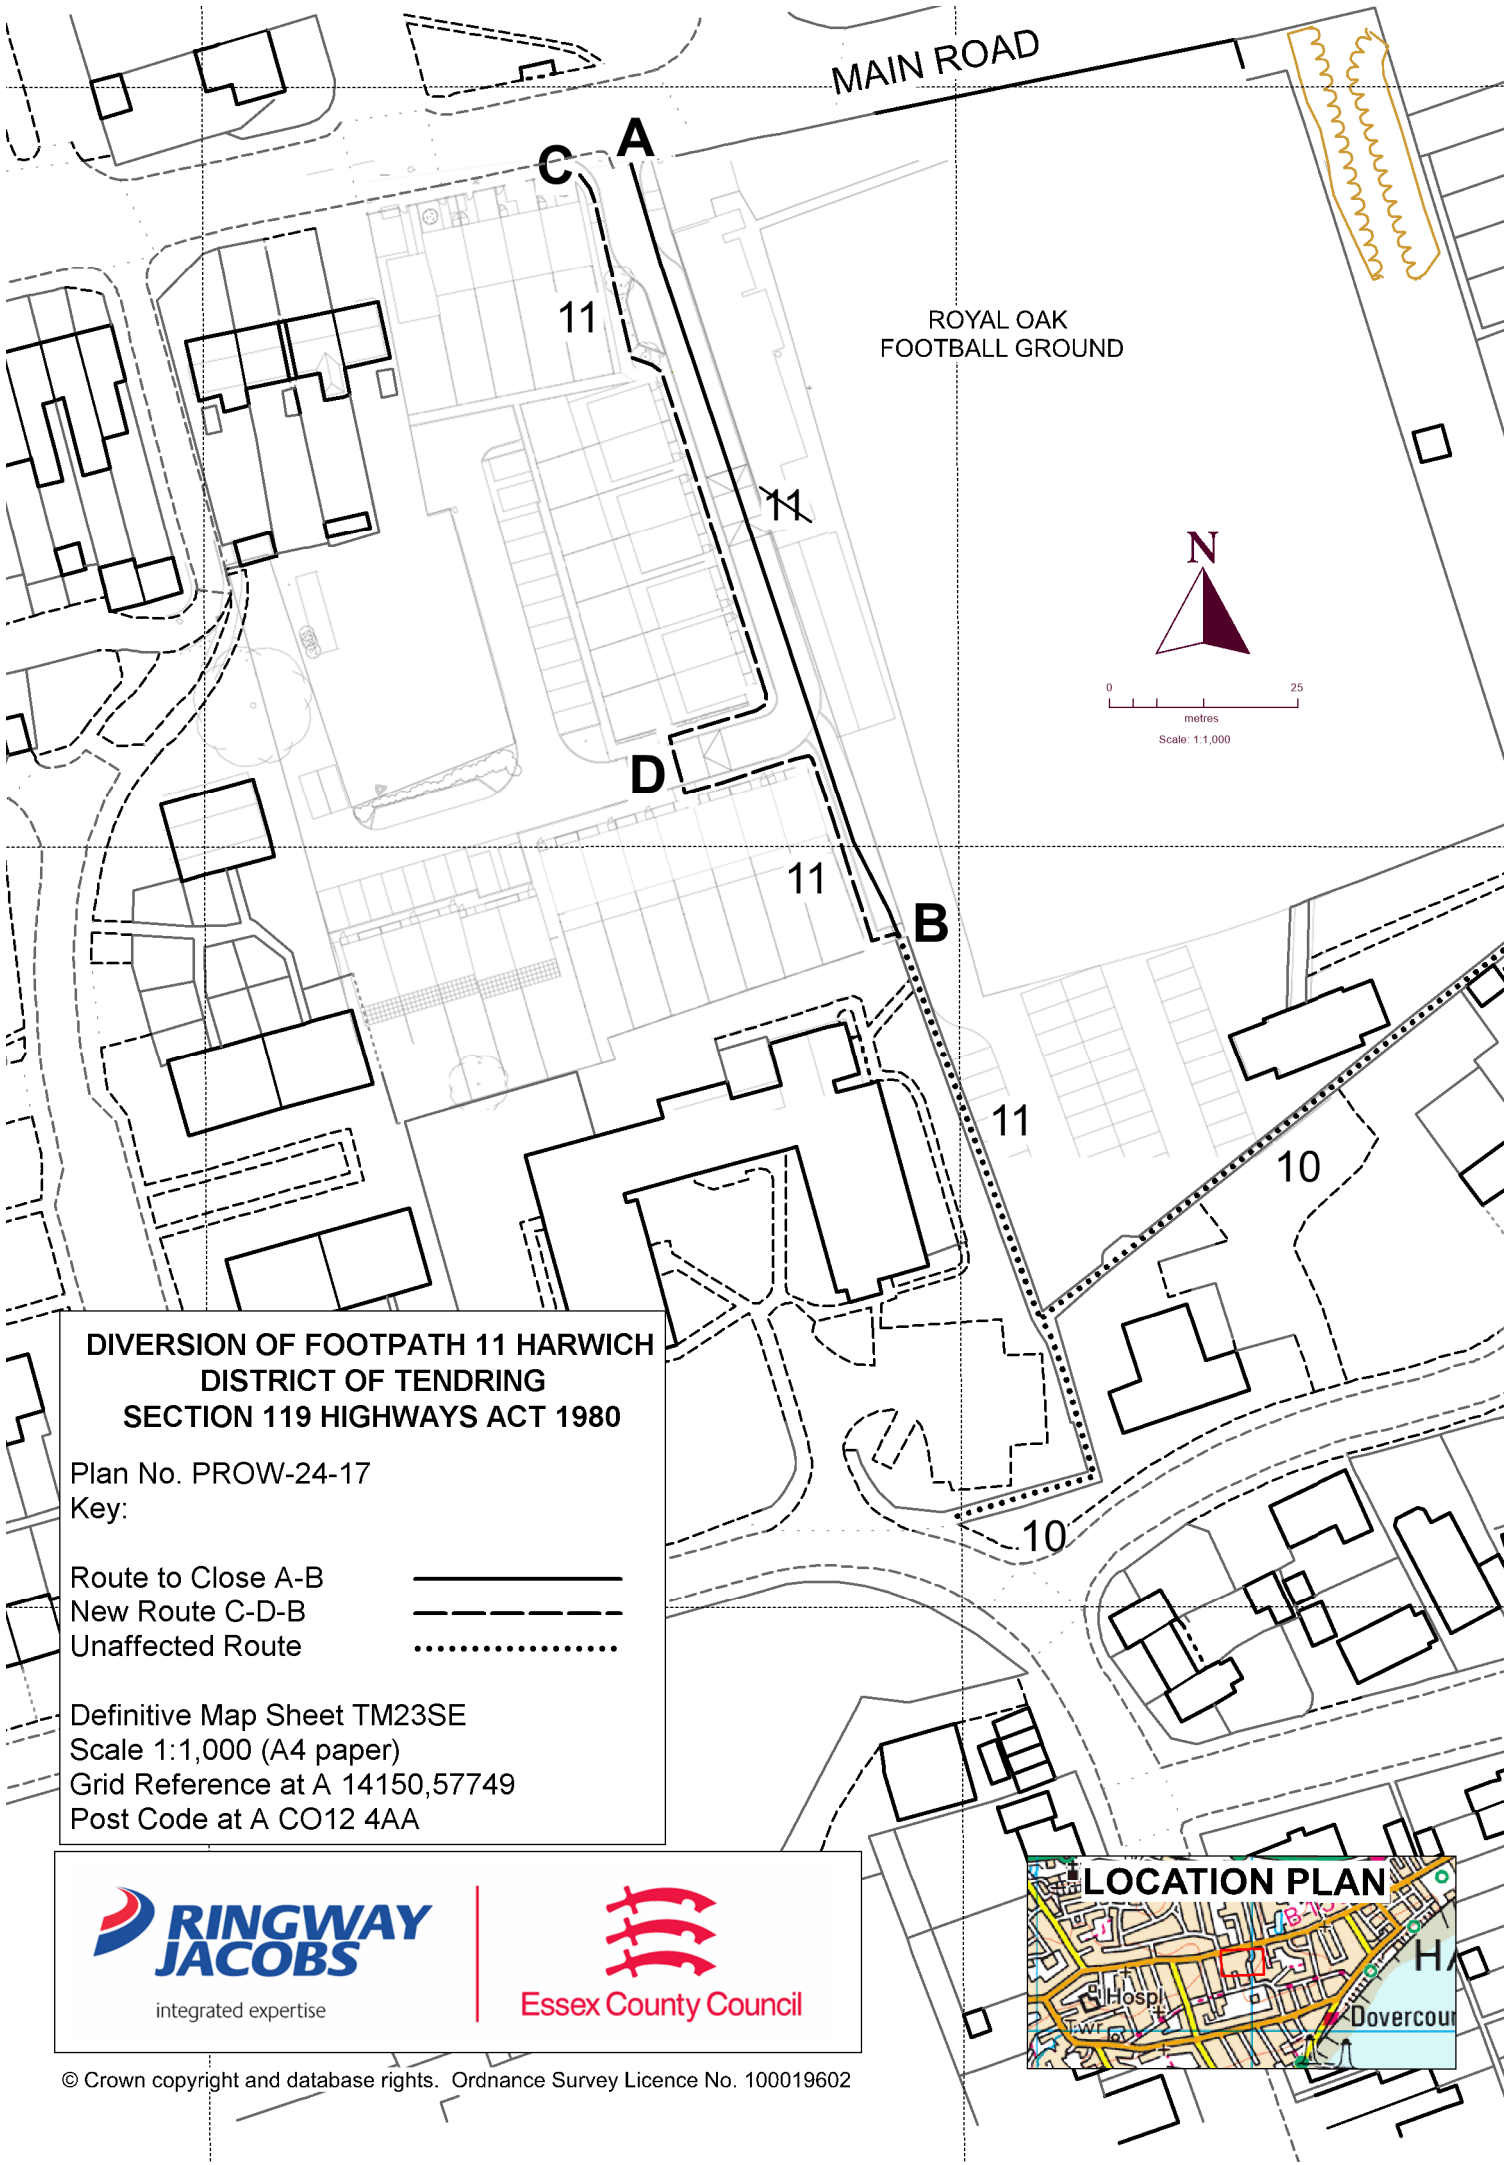 MAIN ROAD
A
C
11
ROYAL OAK
FOOTBALL GROUND
11
N
0 25
metres
Scale: 1:1,000
D
11
B
11
10
10
DIVERSION OF FOOTPATH 11 HARWICH
DISTRICT OF TENDRING
SECTION 119 HIGHWAYS ACT 1980
Plan No. PROW-24-17
Key:
Route to Close A-B
New Route C-D-B
Unaffected Route
Definitive Map Sheet TM23SE
Scale 1:1,000 (A4 paper)
Grid Reference at A 14150,57749
Post Code at A CO12 4AA
RINGWAY
JACOBS
integrated expertise
Essex County Council
LOCATION PLAN
HA
Hospl
Twr
Dovercour
© Crown copyright and database rights. Ordnance Survey Licence No. 100019602